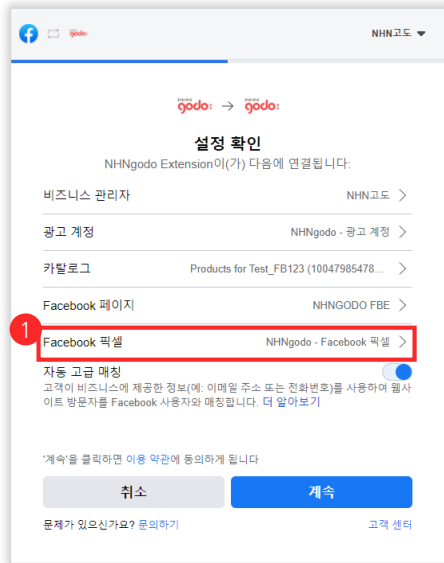 godo:
NHN고도
godo: → godo:
설정 확인
NHNgodo Extension이(가) 다음에 연결됩니다:
비즈니스 관리자 NHN고도
광고 계정 NHNgodo - 광고 계정
카탈로그 Products for Test_FB123 (10047985478...
Facebook 페이지 NHNGODO FBE
1
Facebook 픽셀 NHNgodo - Facebook 픽셀
자동 고급 매칭
고객이 비즈니스에 제공한 정보(예: 이메일 주소 또는 전화번호)를 사용하여 웹사
이트 방문자를 Facebook 사용자와 매칭합니다. 더 알아보기
'계속'을 클릭하면 이용 약관에 동의하게 됩니다
취소 계속
문제가 있으신가요? 문의하기 고객 센터